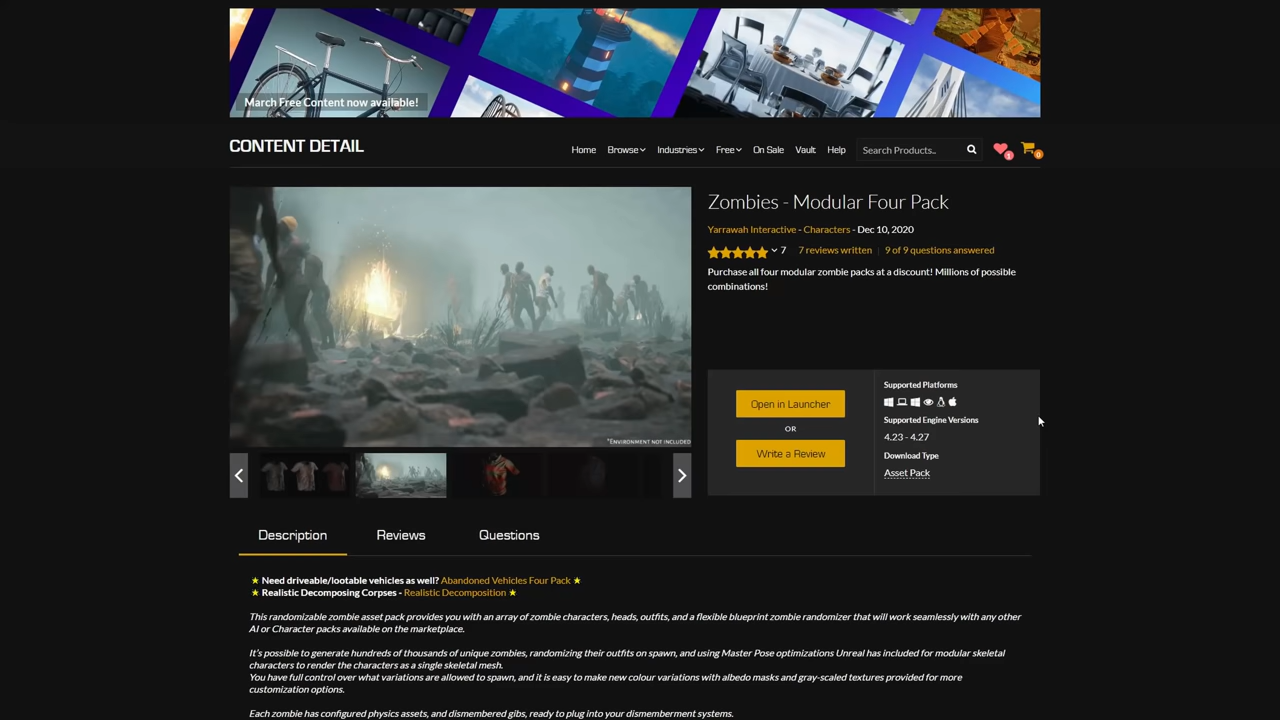 March Free Content now available!
CONTENT DETAIL
Home Browse Industries Free On Sale Vault Help Search Products.. 1 0
Zombies - Modular Four Pack
Yarrawah Interactive - Characters - Dec 10, 2020
7 7 reviews written | 9 of 9 questions answered
Purchase all four modular zombie packs at a discount! Millions of possible
combinations!
*ENVIRONMENT NOT INCLUDED
Open in Launcher
OR
Write a Review
Supported Platforms
Supported Engine Versions
4.23 - 4.27
Download Type
Asset Pack
Description Reviews Questions
★ Need driveable/lootable vehicles as well? Abandoned Vehicles Four Pack ★
★ Realistic Decomposing Corpses - Realistic Decomposition ★
This randomizable zombie asset pack provides you with an array of zombie characters, heads, outfits, and a flexible blueprint zombie randomizer that will work seamlessly with any other
AI or Character packs available on the marketplace.
It's possible to generate hundreds of thousands of unique zombies, randomizing their outfits on spawn, and using Master Pose optimizations Unreal has included for modular skeletal
characters to render the characters as a single skeletal mesh.
You have full control over what variations are allowed to spawn, and it is easy to make new colour variations with albedo masks and gray-scaled textures provided for more
customization options.
Each zombie has configured physics assets, and dismembered gibs, ready to plug into your dismemberment systems.